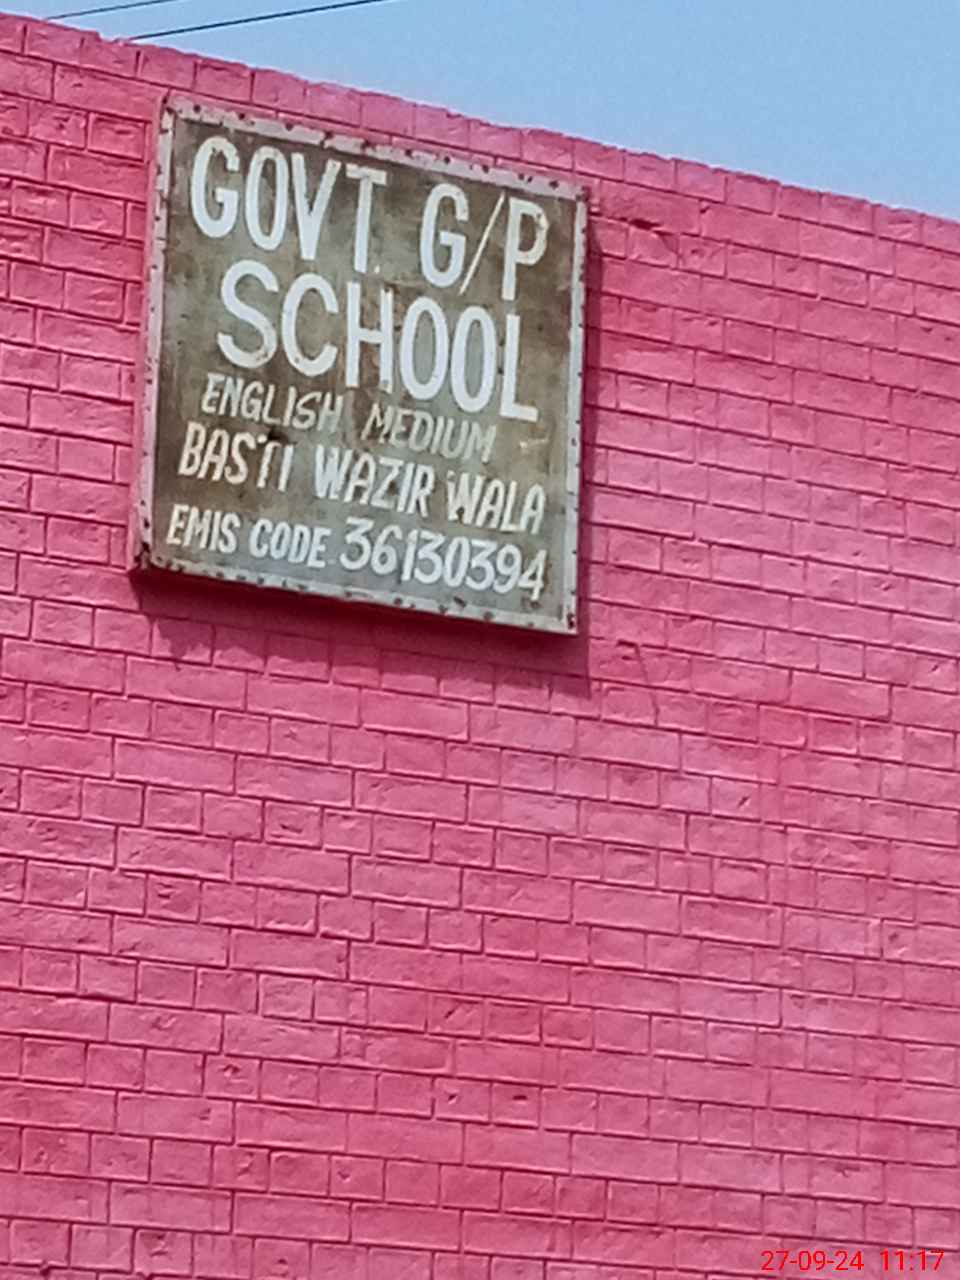 GOVT. G/P
SCHOOL
ENGLISH MEDIUM
BASTI WAZIR WALA
EMIS CODE 36130394
27-09-24 11:17